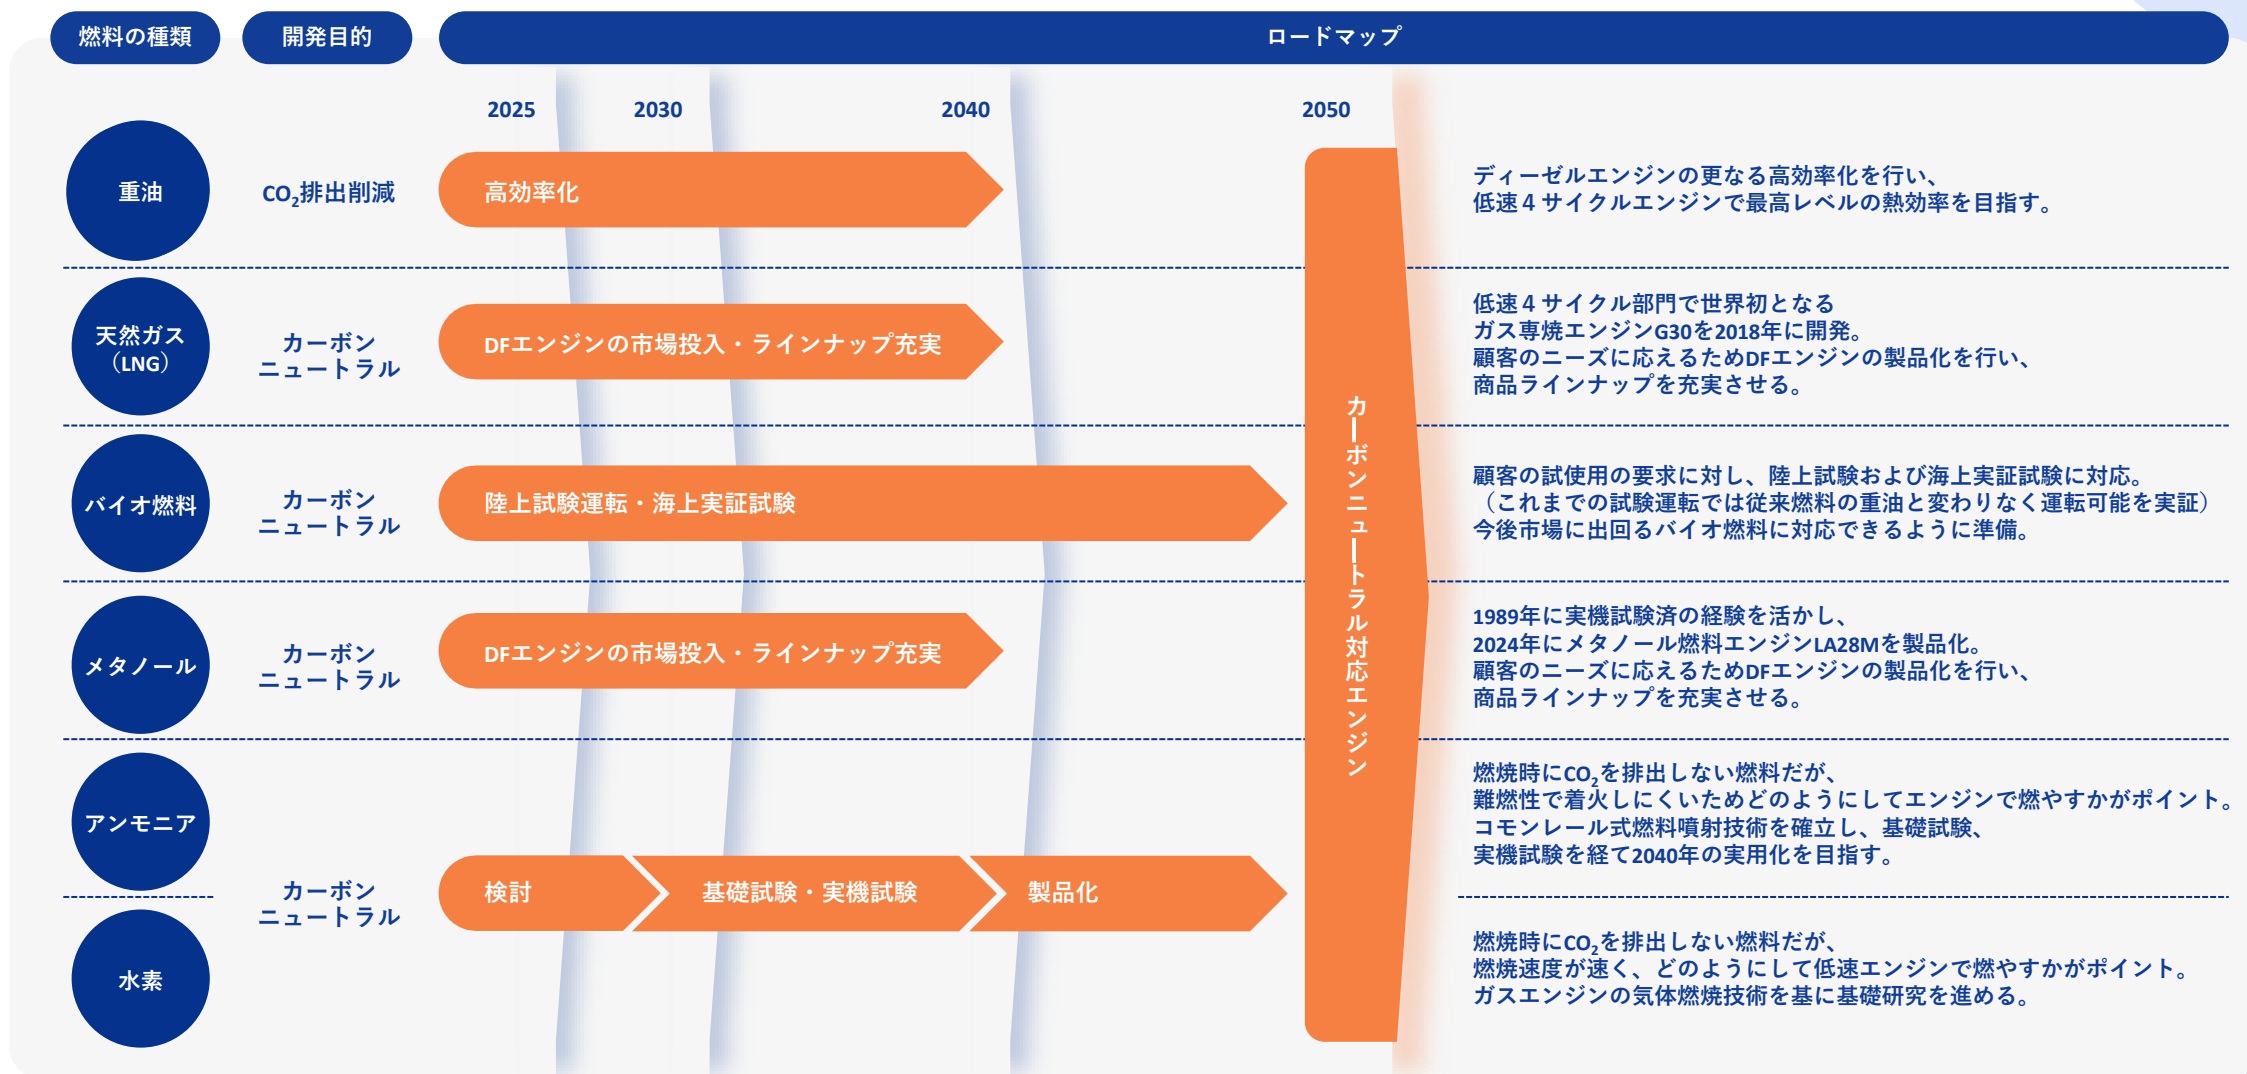 燃料の種類
開発目的
ロードマップ
2025
2030
2040
2050
重油
CO₂排出削減
高効率化
ディーゼルエンジンの更なる高効率化を行い、
低速４サイクルエンジンで最高レベルの熱効率を目指す。
天然ガス
（LNG）
カーボン
ニュートラル
DFエンジンの市場投入・ラインナップ充実
低速４サイクル部門で世界初となる
ガス専焼エンジンG30を2018年に開発。
顧客のニーズに応えるためDFエンジンの製品化を行い、
商品ラインナップを充実させる。
バイオ燃料
カーボン
ニュートラル
陸上試験運転・海上実証試験
顧客の試使用の要求に対し、陸上試験および海上実証試験に対応。
（これまでの試験運転では従来燃料の重油と変わりなく運転可能を実証）
今後市場に出回るバイオ燃料に対応できるように準備。
メタノール
カーボン
ニュートラル
DFエンジンの市場投入・ラインナップ充実
1989年に実機試験済の経験を活かし、
2024年にメタノール燃料エンジンLA28Mを製品化。
顧客のニーズに応えるためDFエンジンの製品化を行い、
商品ラインナップを充実させる。
アンモニア
燃焼時にCO₂を排出しない燃料だが、
難燃性で着火しにくいためどのようにしてエンジンで燃やすかがポイント。
コモンレール式燃料噴射技術を確立し、基礎試験、
実機試験を経て2040年の実用化を目指す。
カーボン
ニュートラル
検討
基礎試験・実機試験
製品化
水素
燃焼時にCO₂を排出しない燃料だが、
燃焼速度が速く、どのようにして低速エンジンで燃やすかがポイント。
ガスエンジンの気体燃焼技術を基に基礎研究を進める。
カーボンニュートラル対応エンジン